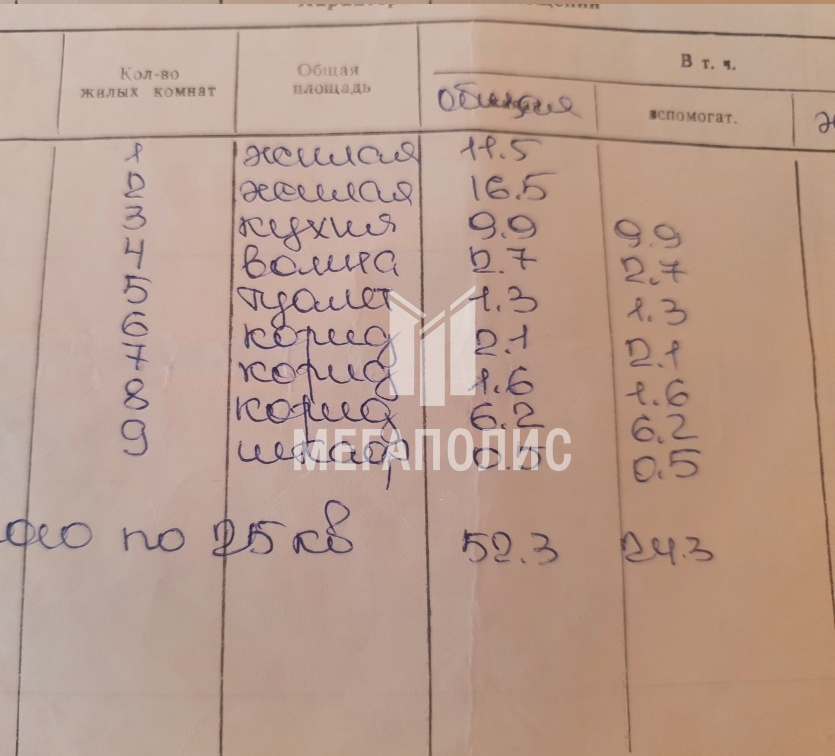 Кол-во жилых комнат Общая площадь В т. ч.
общая вспомогат.
1 жилая 11.5
2 жилая 16.5
3 кухня 9.9 9.9
4 ванна 2.7 2.7
5 туалет 1.3 1.3
6 корид 2.1 2.1
7 корид 1.6 1.6
8 корид 6.2 6.2
9 шкаф 0.5 0.5
МЕГАПОЛИС
по 25 кв 52.3 24.3